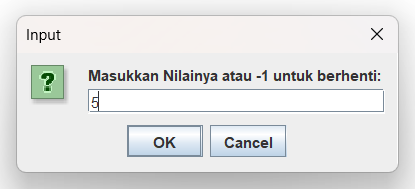 Input
Masukkan Nilainya atau -1 untuk berhenti:
5
OK
Cancel